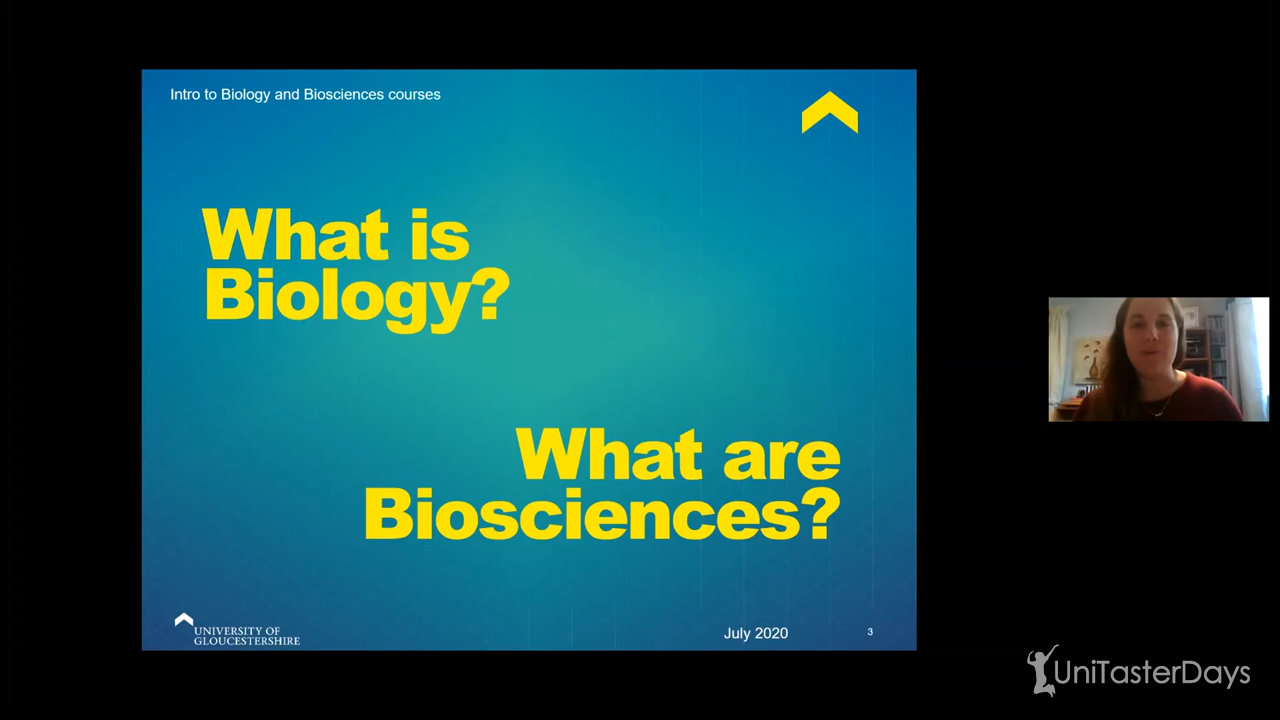 Intro to Biology and Biosciences courses
What is
Biology?
What are
Biosciences?
UNIVERSITY OF
GLOUCESTERSHIRE
July 2020
3
UniTasterDays